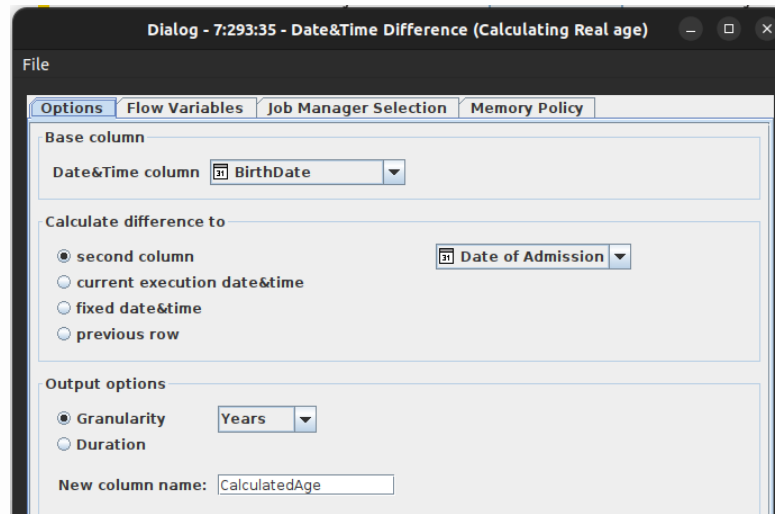 Dialog - 7:293:35 - Date&Time Difference (Calculating Real age)
File
Options Flow Variables Job Manager Selection Memory Policy
Base column
Date&Time column 31 BirthDate
Calculate difference to
second column 31 Date of Admission
current execution date&time
fixed date&time
previous row
Output options
Granularity Years
Duration
New column name: CalculatedAge